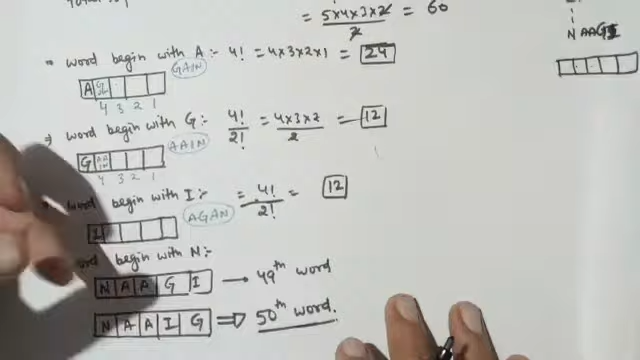 = 5×4×3×2 / 2 = 60
NAAGI
⇒ word begin with A: 4! = 4×3×2×1 = 24
GAIN
A
4 3 2 1
⇒ word begin with G: 4!/2! = 4×3×2 / 2 = 12
AAIN
G
4 3 2 1
word begin with I:- = 4!/2! = 12
AGAN
I
begin with N:-
N A A G I → 49th word
N A A I G ⇒ 50th word.